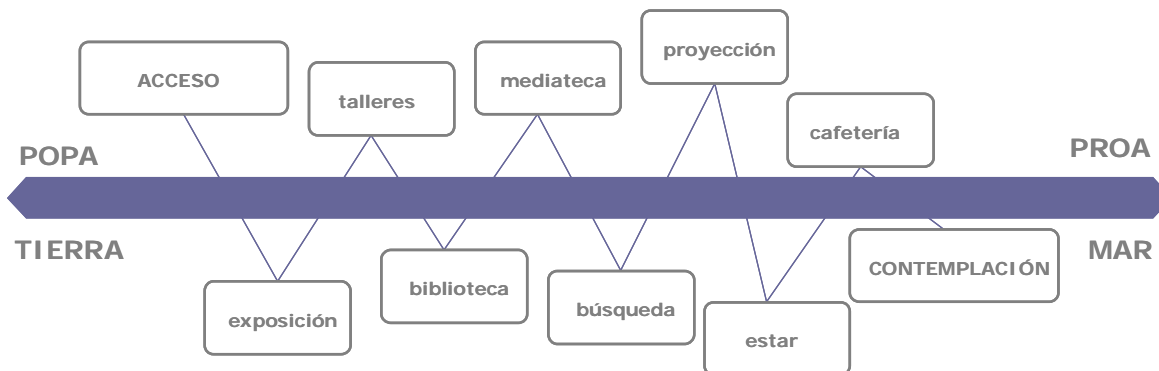 ACCESO
talleres
mediateca
proyección
cafetería
POPA
PROA
TIERRA
MAR
exposición
biblioteca
búsqueda
estar
CONTEMPLACIÓN